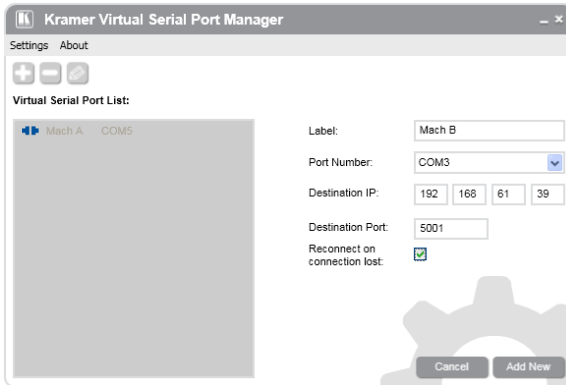 Kramer Virtual Serial Port Manager
Settings About
Virtual Serial Port List:
Mach A COM5
Label: Mach B
Port Number: COM3
Destination IP: 192 168 61 39
Destination Port: 5001
Reconnect on
connection lost:
Cancel Add New